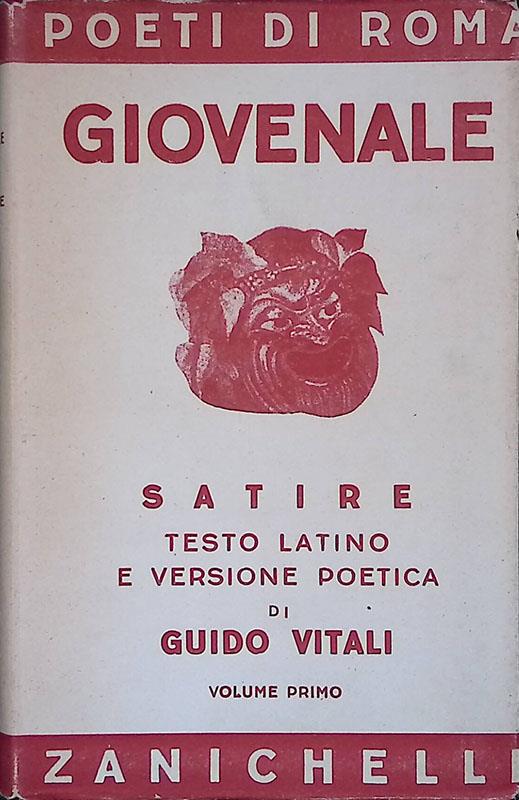 POETI DI ROMA
GIOVENALE
E
E
SATIRE
TESTO LATINO
E VERSIONE POETICA
DI
GUIDO VITALI
VOLUME PRIMO
ZANICHELLI